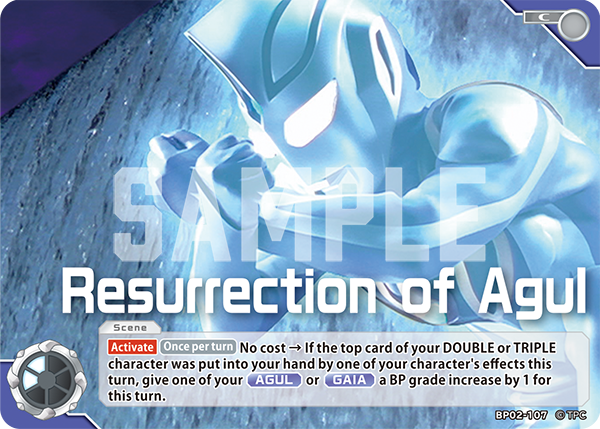 C
SAMPLE
Resurrection of Agul
Scene
Activate Once per turn No cost → If the top card of your DOUBLE or TRIPLE
character was put into your hand by one of your character's effects this
turn, give one of your AGUL or GAIA a BP grade increase by 1 for
this turn.
BP02-107 ©TPC